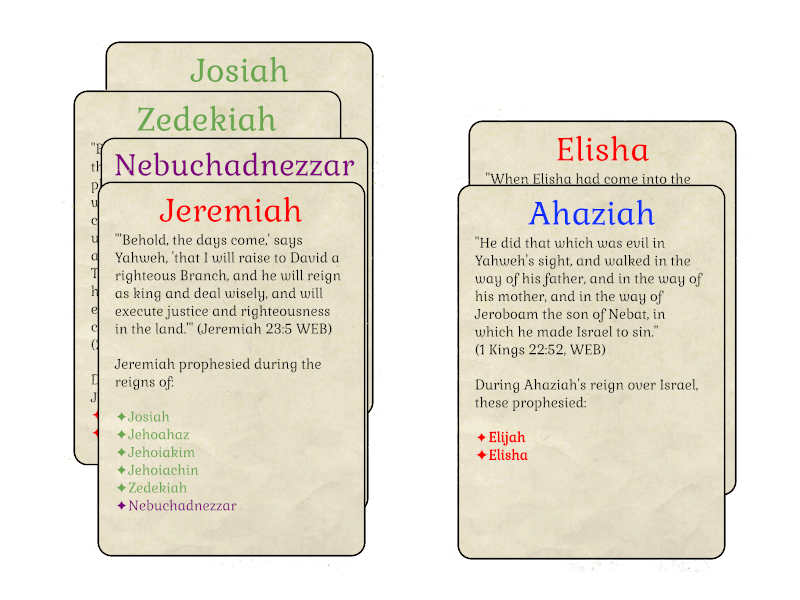 Josiah
Zedekiah
Nebuchadnezzar
Jeremiah
"'Behold, the days come,' says
Yahweh, 'that I will raise to David a
righteous Branch, and he will reign
as king and deal wisely, and will
execute justice and righteousness
in the land.'" (Jeremiah 23:5 WEB)
Jeremiah prophesied during the
reigns of:
✦Josiah
✦Jehoahaz
✦Jehoiakim
✦Jehoiachin
✦Zedekiah
✦Nebuchadnezzar
Elisha
"When Elisha had come into the
Ahaziah
"He did that which was evil in
Yahweh's sight, and walked in the
way of his father, and in the way of
his mother, and in the way of
Jeroboam the son of Nebat, in
which he made Israel to sin."
(1 Kings 22:52, WEB)
During Ahaziah's reign over Israel,
these prophesied:
✦Elijah
✦Elisha